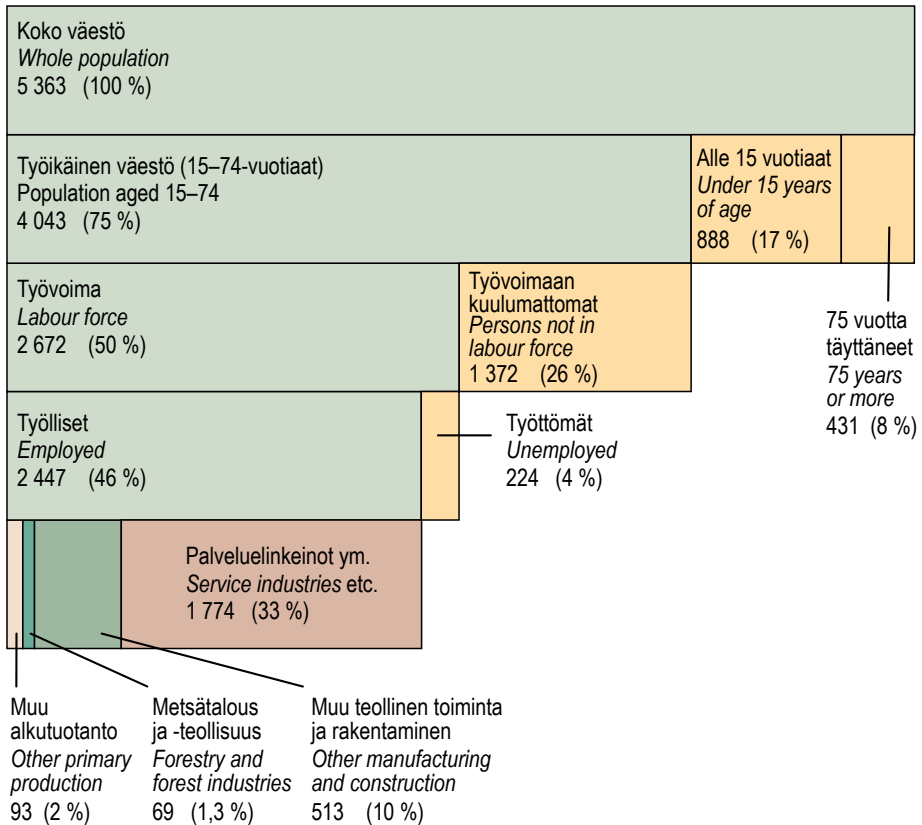 Koko väestö
Whole population
5 363 (100 %)
Työikäinen väestö (15–74-vuotiaat)
Population aged 15–74
4 043 (75 %)
Alle 15 vuotiaat
Under 15 years
of age
888 (17 %)
75 vuotta
täyttäneet
75 years
or more
431 (8 %)
Työvoima
Labour force
2 672 (50 %)
Työvoimaan
kuulumattomat
Persons not in
labour force
1 372 (26 %)
Työlliset
Employed
2 447 (46 %)
Työttömät
Unemployed
224 (4 %)
Palveluelinkeinot ym.
Service industries etc.
1 774 (33 %)
Muu
alkutuotanto
Other primary
production
93 (2 %)
Metsätalous
ja -teollisuus
Forestry and
forest industries
69 (1,3 %)
Muu teollinen toiminta
ja rakentaminen
Other manufacturing
and construction
513 (10 %)